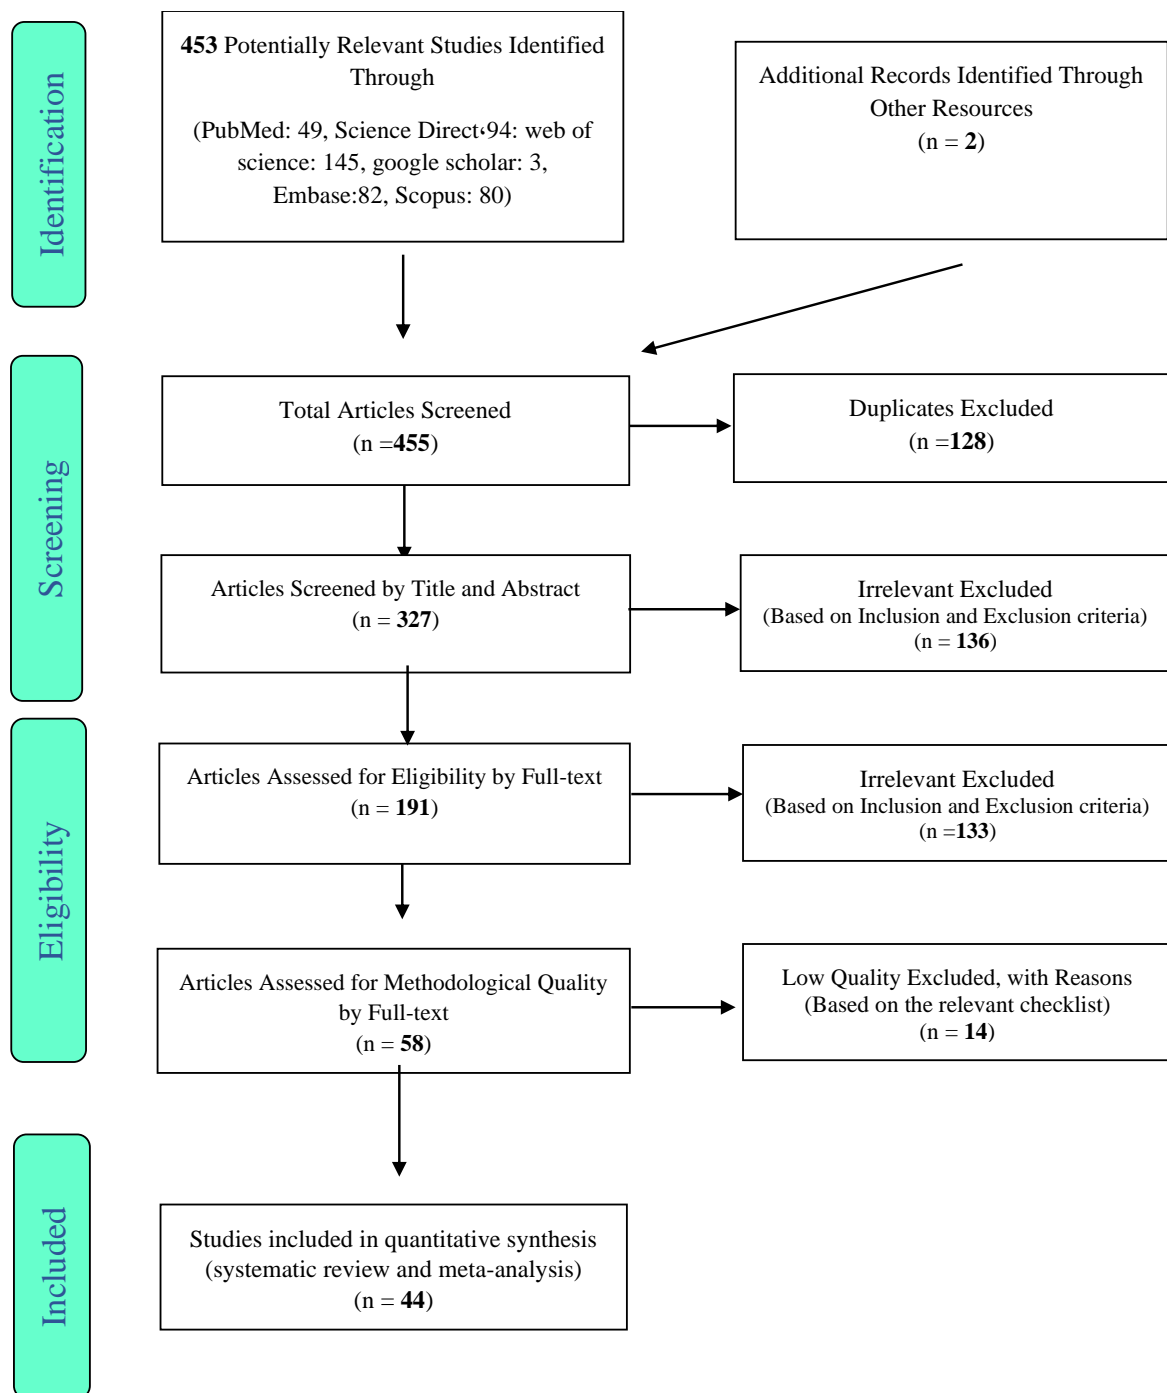 Identification
453 Potentially Relevant Studies Identified
Through
(PubMed: 49, Science Direct،94: web of
science: 145, google scholar: 3,
Embase:82, Scopus: 80)
Additional Records Identified Through
Other Resources
(n = 2)
Screening
Total Articles Screened
(n =455)
Duplicates Excluded
(n =128)
Articles Screened by Title and Abstract
(n = 327)
Irrelevant Excluded
(Based on Inclusion and Exclusion criteria)
(n = 136)
Eligibility
Articles Assessed for Eligibility by Full-text
(n = 191)
Irrelevant Excluded
(Based on Inclusion and Exclusion criteria)
(n =133)
Articles Assessed for Methodological Quality
by Full-text
(n = 58)
Low Quality Excluded, with Reasons
(Based on the relevant checklist)
(n = 14)
Included
Studies included in quantitative synthesis
(systematic review and meta-analysis)
(n = 44)